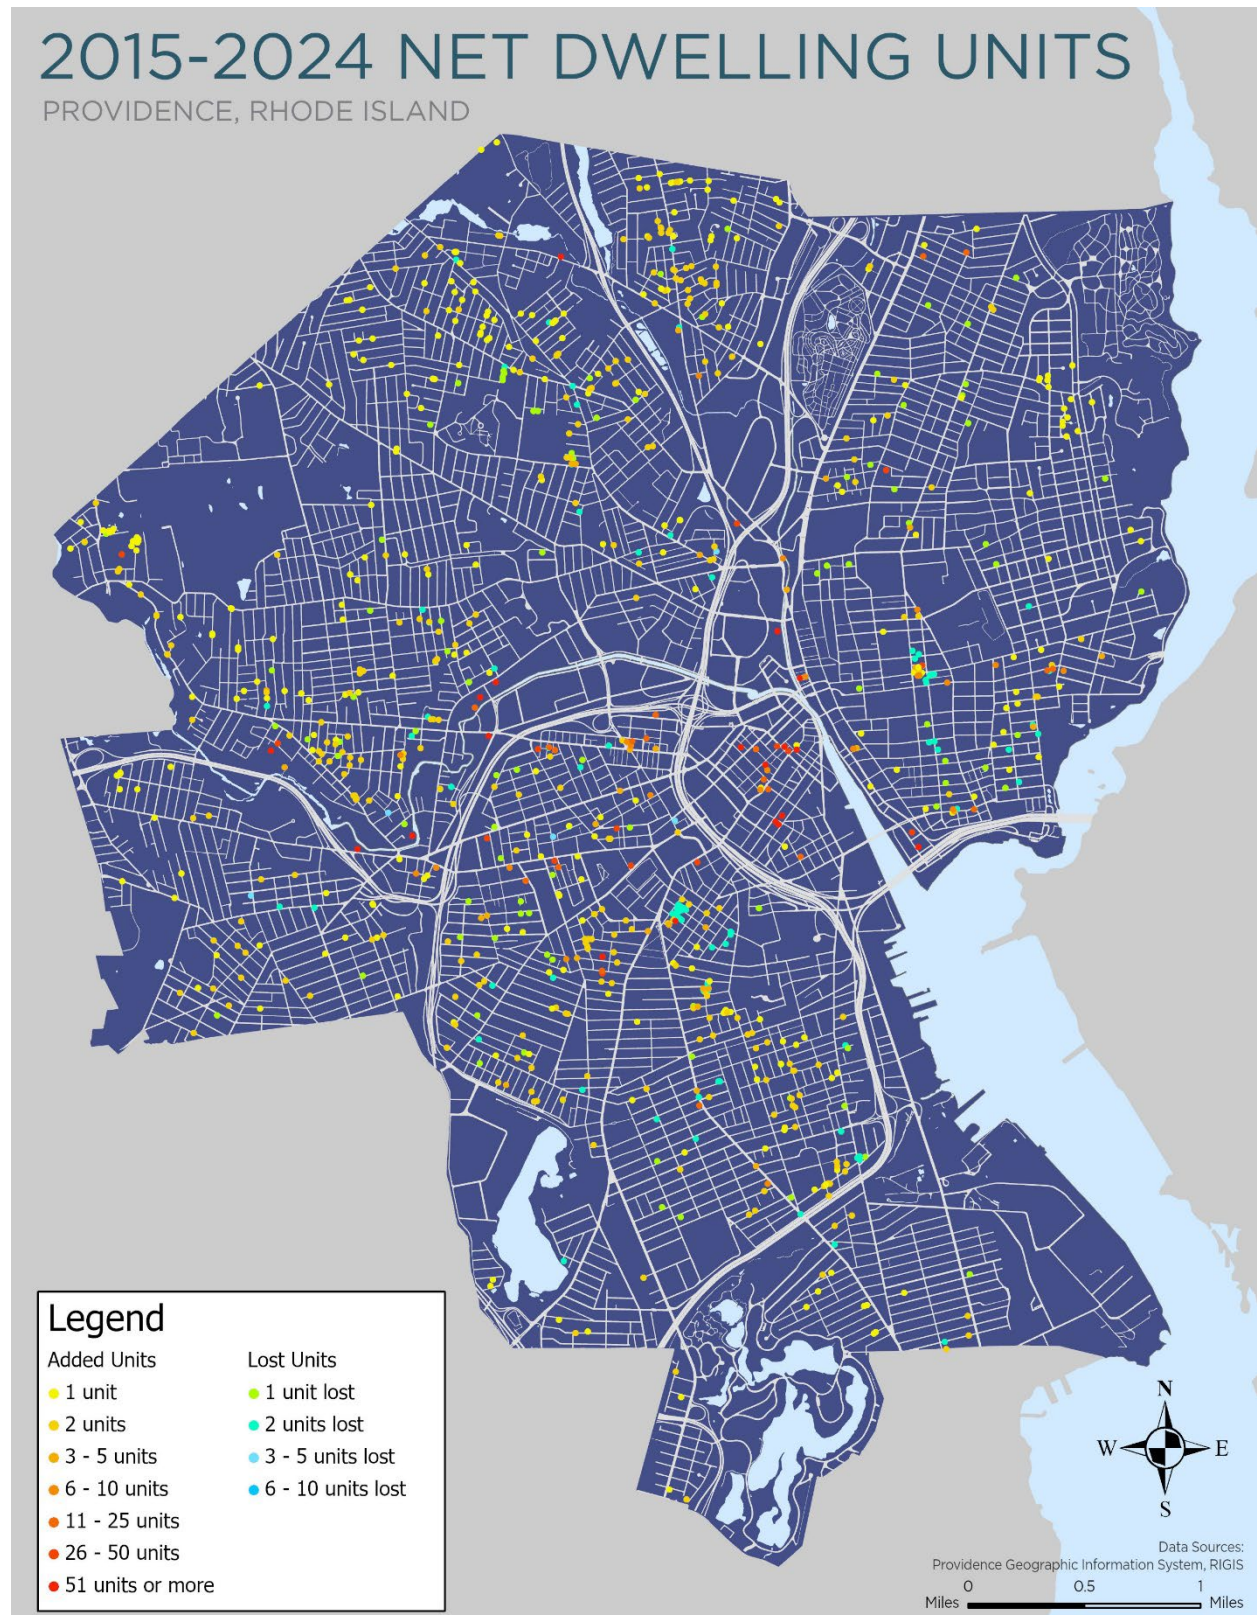 2015-2024 NET DWELLING UNITS
PROVIDENCE, RHODE ISLAND
Legend
Added Units
1 unit
2 units
3 - 5 units
6 - 10 units
11 - 25 units
26 - 50 units
51 units or more
Lost Units
1 unit lost
2 units lost
3 - 5 units lost
6 - 10 units lost
N
W E
S
Data Sources:
Providence Geographic Information System, RIGIS
0 0.5 1
Miles Miles